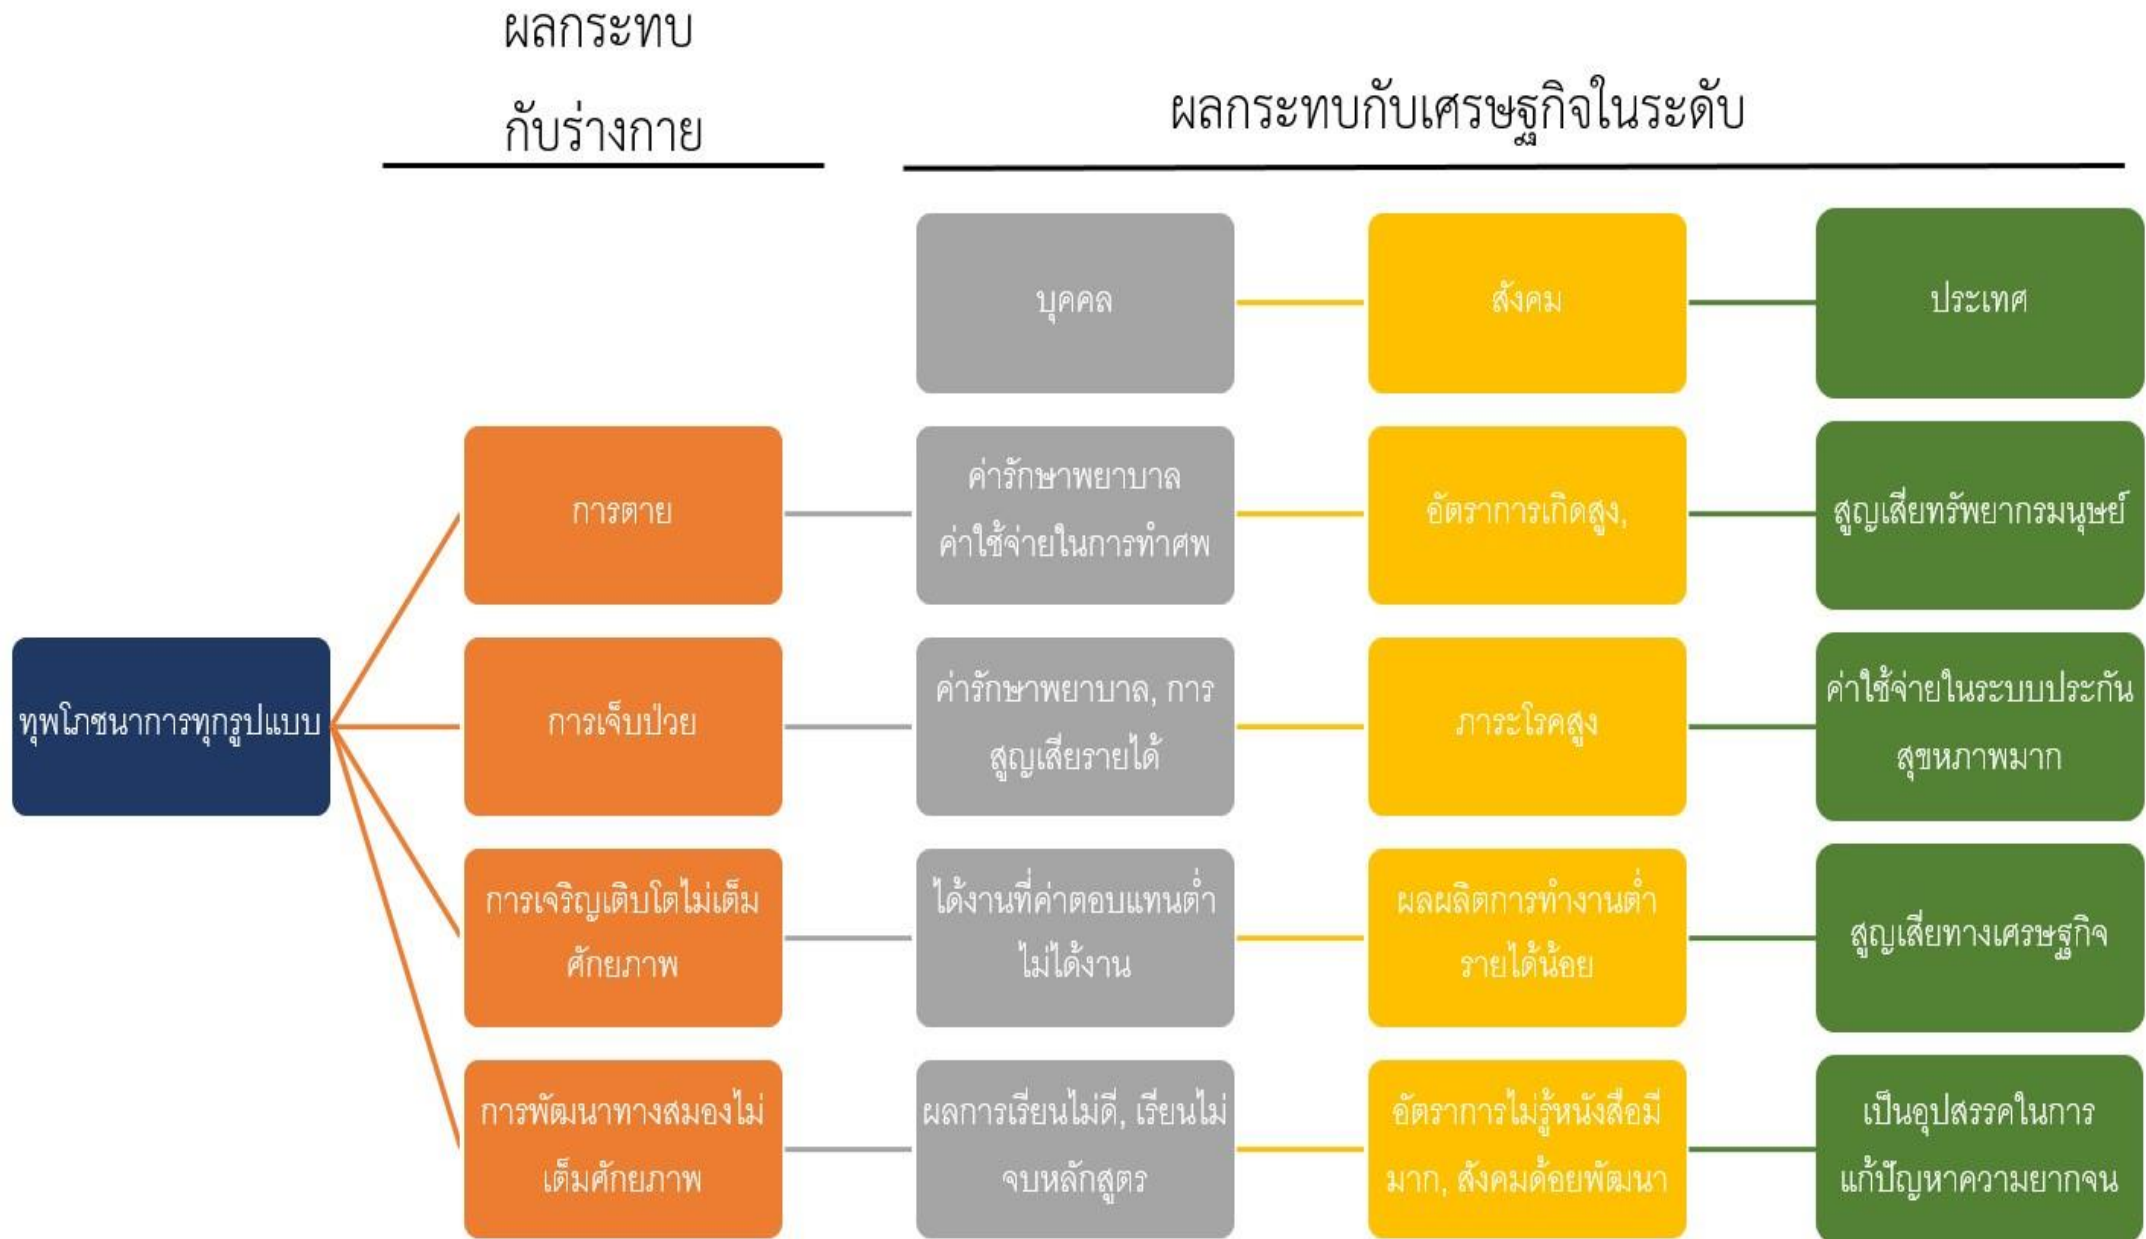 ผลกระทบ
กับร่างกาย
ผลกระทบกับเศรษฐกิจในระดับ
บุคคล
สังคม
ประเทศ
ทุพโภชนาการทุกรูปแบบ
การตาย
ค่ารักษาพยาบาล
ค่าใช้จ่ายในการทำศพ
อัตราการเกิดสูง,
สูญเสียทรัพยากรมนุษย์
การเจ็บป่วย
ค่ารักษาพยาบาล, การ
สูญเสียรายได้
ภาระโรคสูง
ค่าใช้จ่ายในระบบประกัน
สุขหภาพมาก
การเจริญเติบโตไม่เต็ม
ศักยภาพ
ได้งานที่ค่าตอบแทนต่ำ
ไม่ได้งาน
ผลผลิตการทำงานต่ำ
รายได้น้อย
สูญเสียทางเศรษฐกิจ
การพัฒนาทางสมองไม่
เต็มศักยภาพ
ผลการเรียนไม่ดี, เรียนไม่
จบหลักสูตร
อัตราการไม่รู้หนังสือมี
มาก, สังคมด้อยพัฒนา
เป็นอุปสรรคในการ
แก้ปัญหาความยากจน